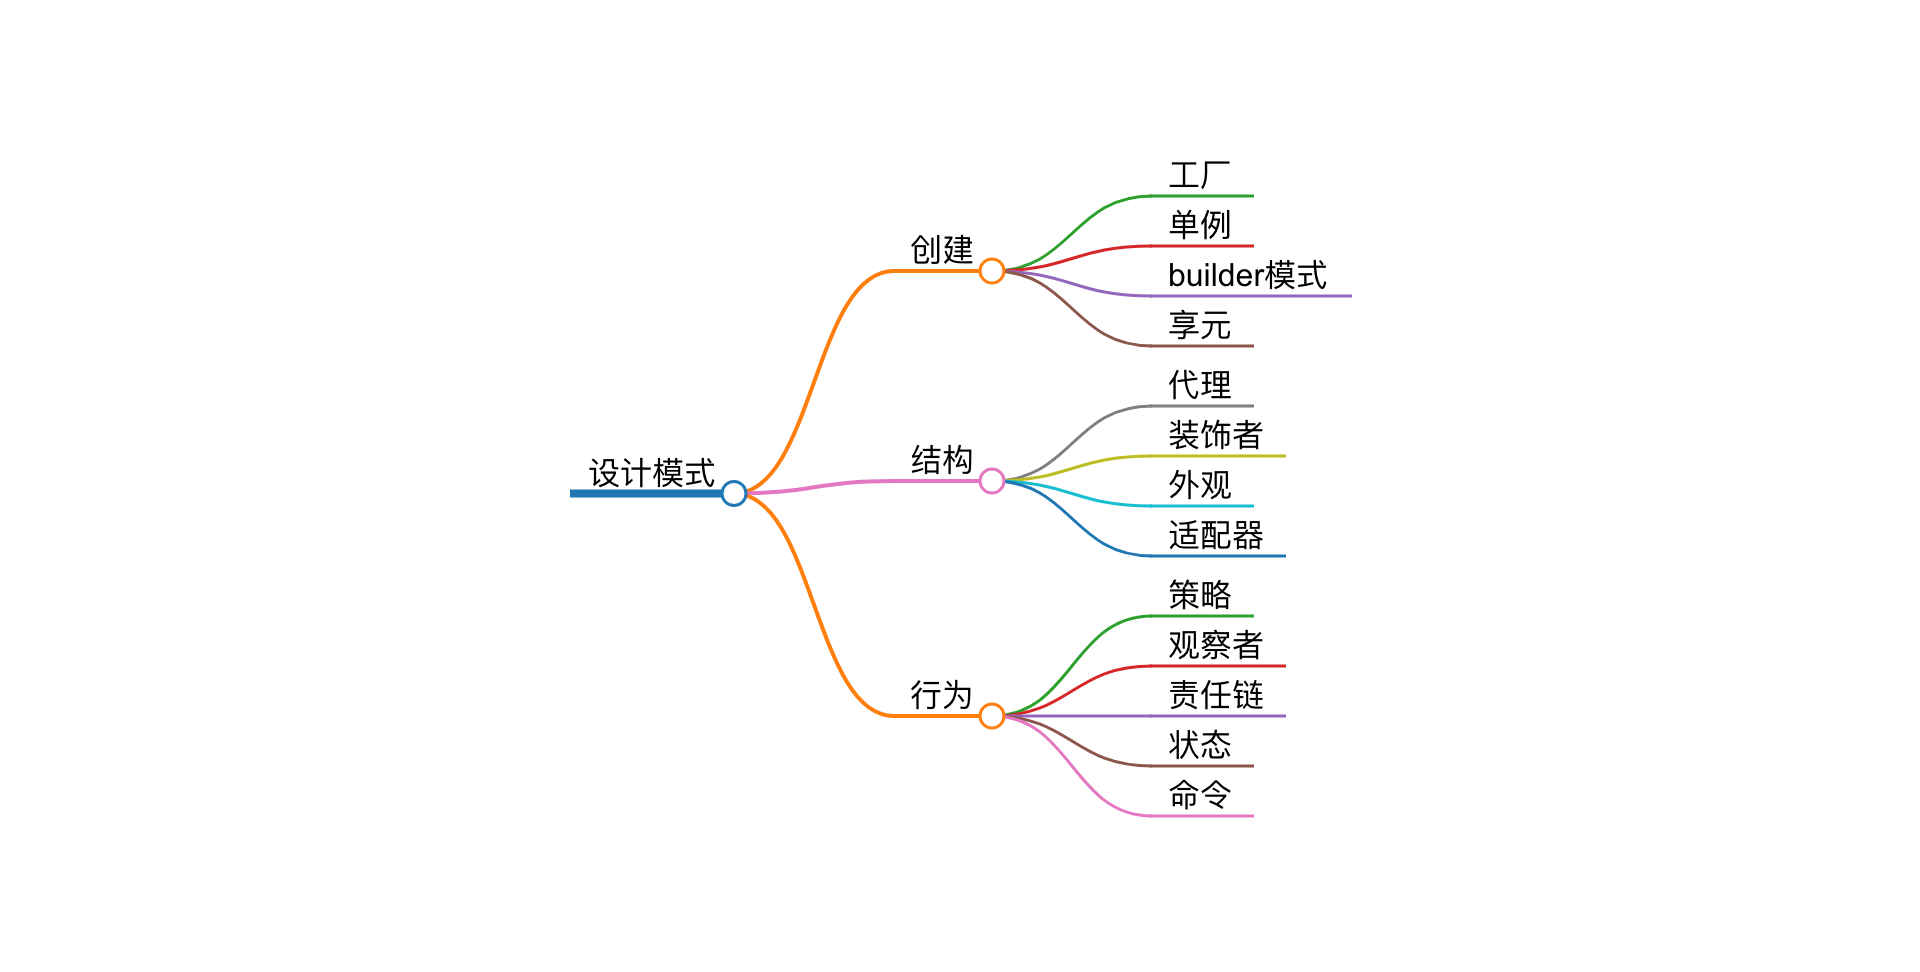 设计模式
创建
工厂
单例
builder模式
享元
结构
代理
装饰者
外观
适配器
行为
策略
观察者
责任链
状态
命令